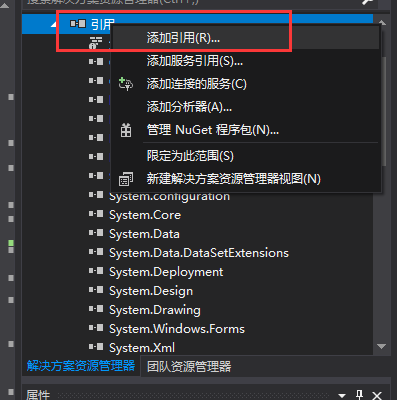 搜索解决方案资源管理器(Ctrl+;)
引用
添加引用(R)...
添加服务引用(S)...
添加连接的服务(C)
添加分析器(A)...
管理 NuGet 程序包(N)...
限定为此范围(S)
新建解决方案资源管理器视图(N)
System.configuration
System.Core
System.Data
System.Data.DataSetExtensions
System.Deployment
System.Design
System.Drawing
System.Windows.Forms
System.Xml
解决方案资源管理器 团队资源管理器
属性